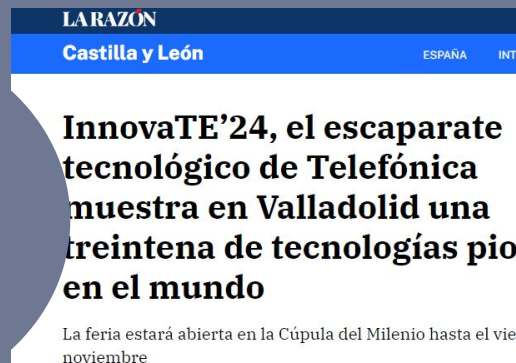 LA RAZÓN
Castilla y León
ESPAÑA
InnovaTE’24, el escaparate
tecnológico de Telefónica
muestra en Valladolid una
treintena de tecnologías
en el mundo
La feria estará abierta en la Cúpula del Milenio hasta el
noviembre